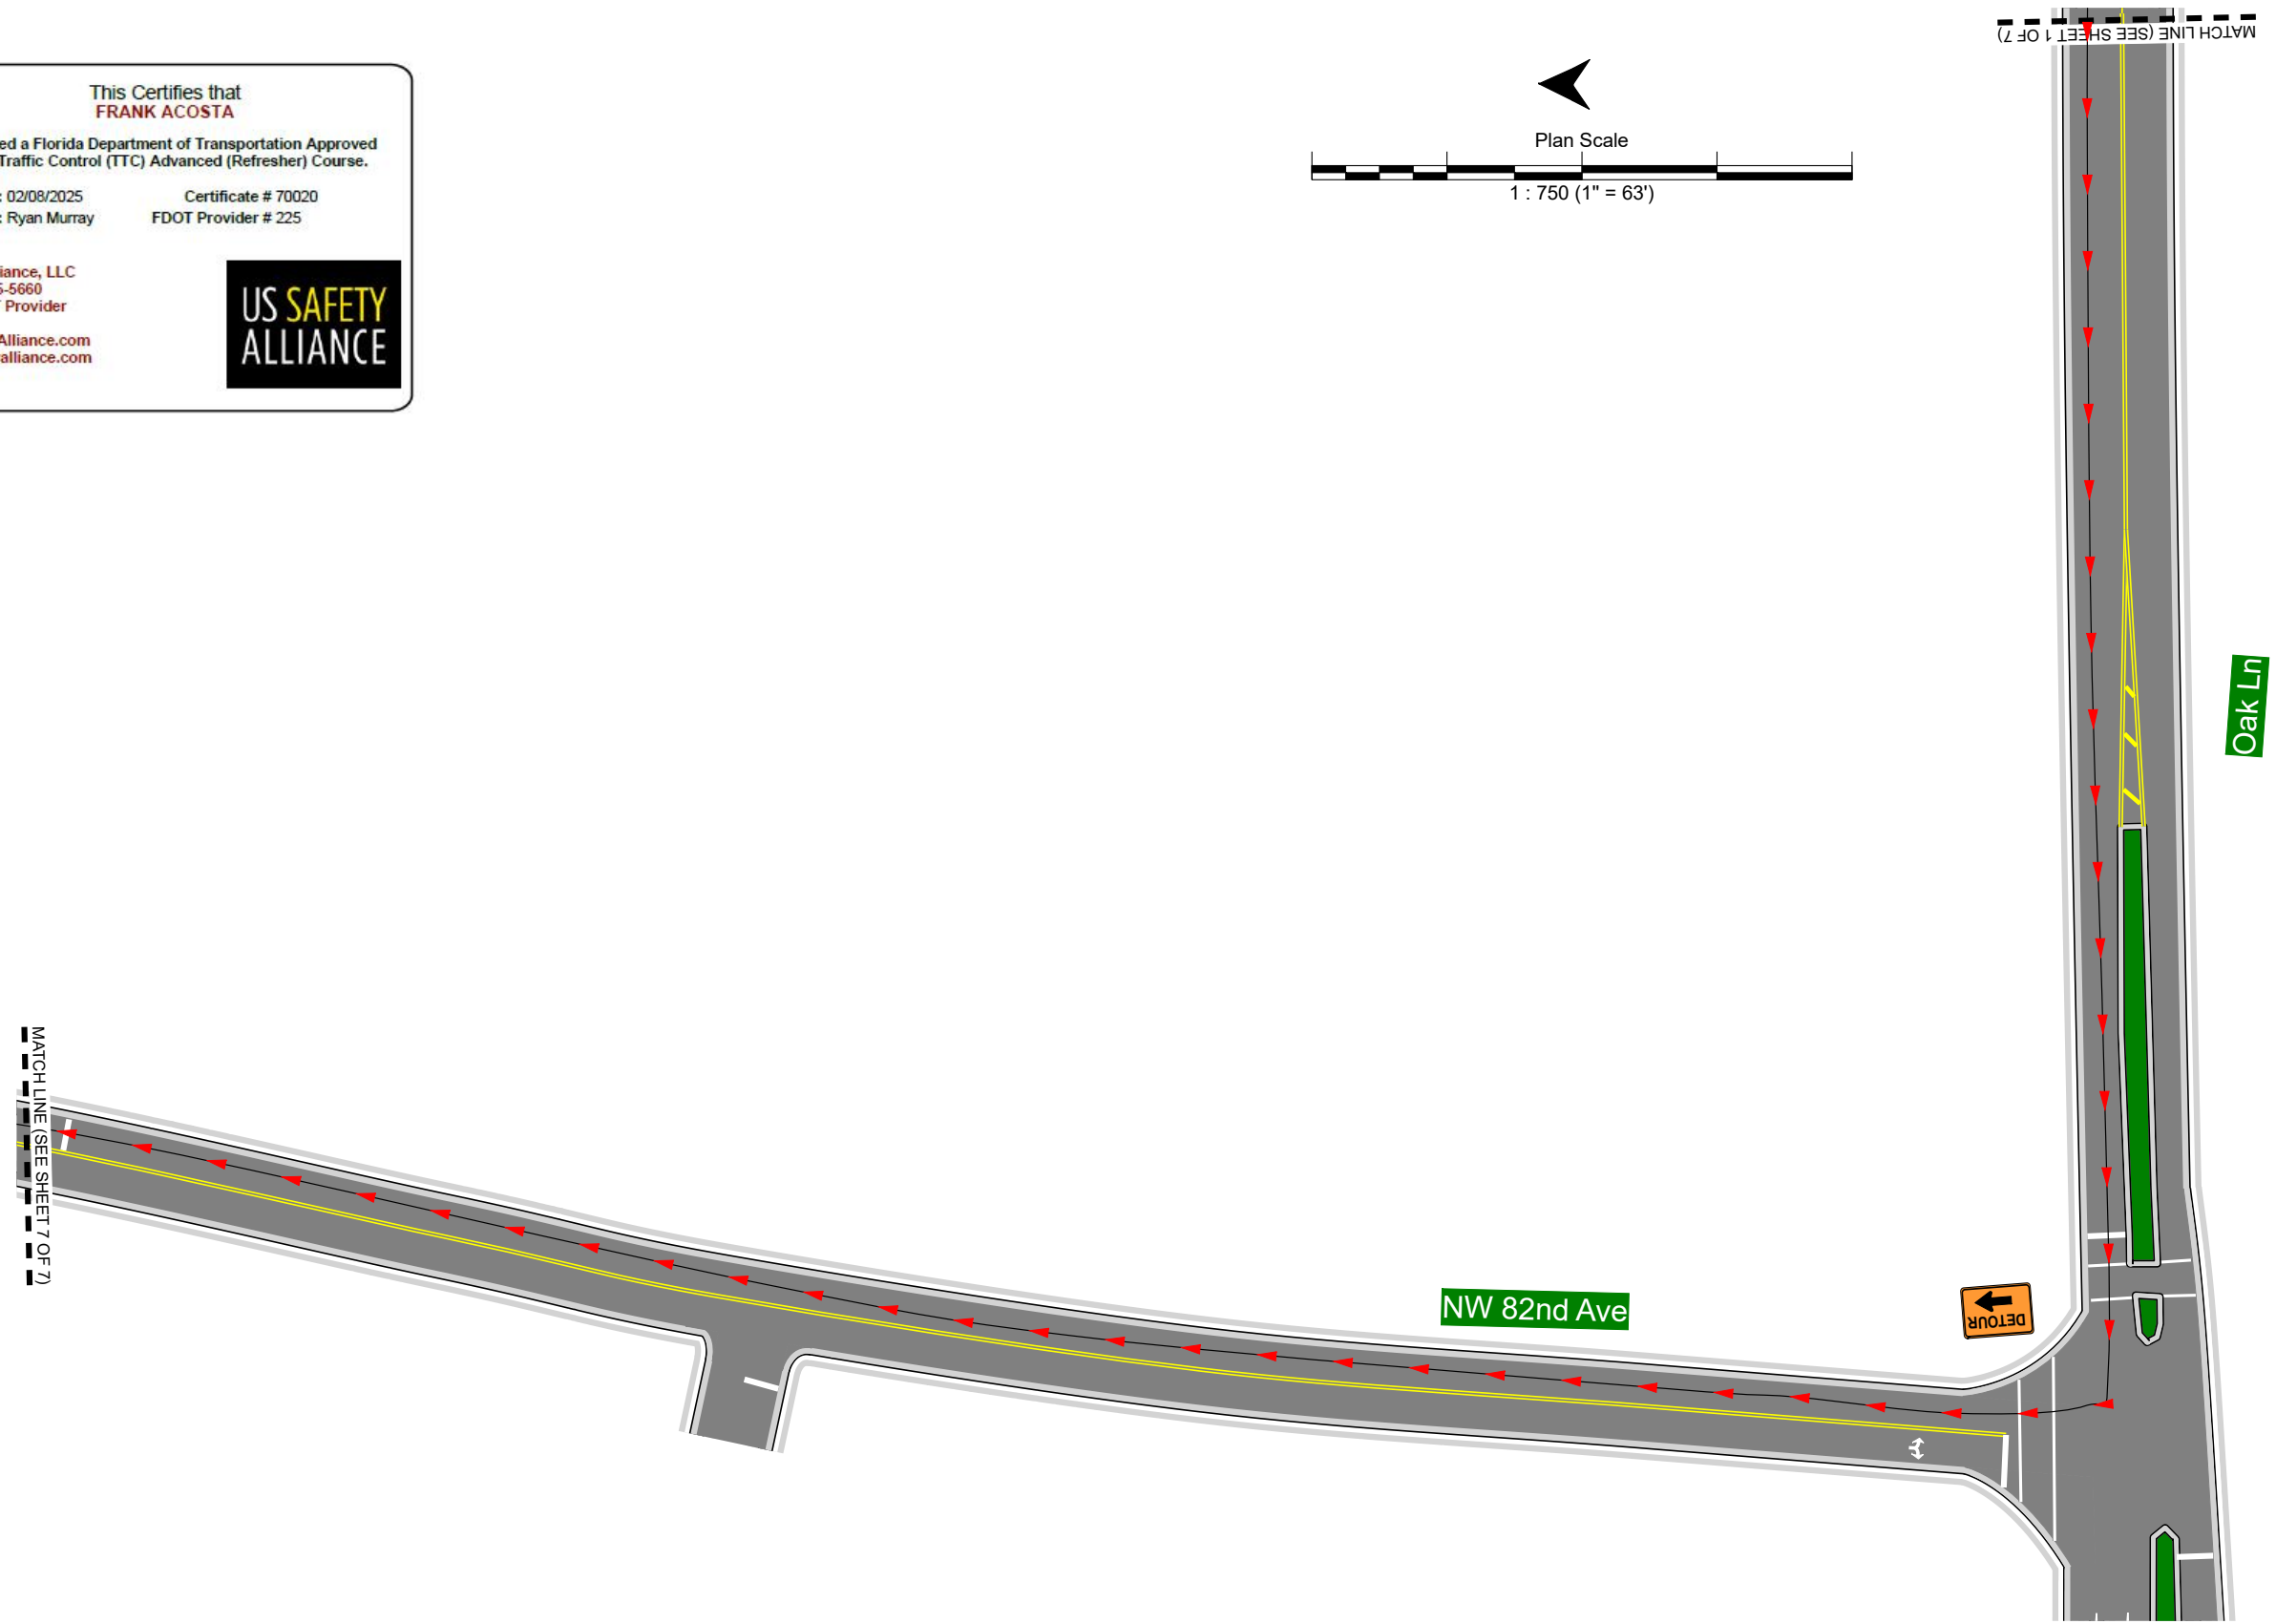 This Certifies that
FRANK ACOSTA
ed a Florida Department of Transportation Approved
Traffic Control (TTC) Advanced (Refresher) Course.
: 02/08/2025 Certificate # 70020
: Ryan Murray FDOT Provider # 225
iance, LLC
5-5660
Provider
Alliance.com
alliance.com
US SAFETY
ALLIANCE
Plan Scale
1 : 750 (1" = 63')
MATCH LINE (SEE SHEET 1 OF 7)
Oak Ln
MATCH LINE (SEE SHEET 7 OF 7)
NW 82nd Ave
DETOUR